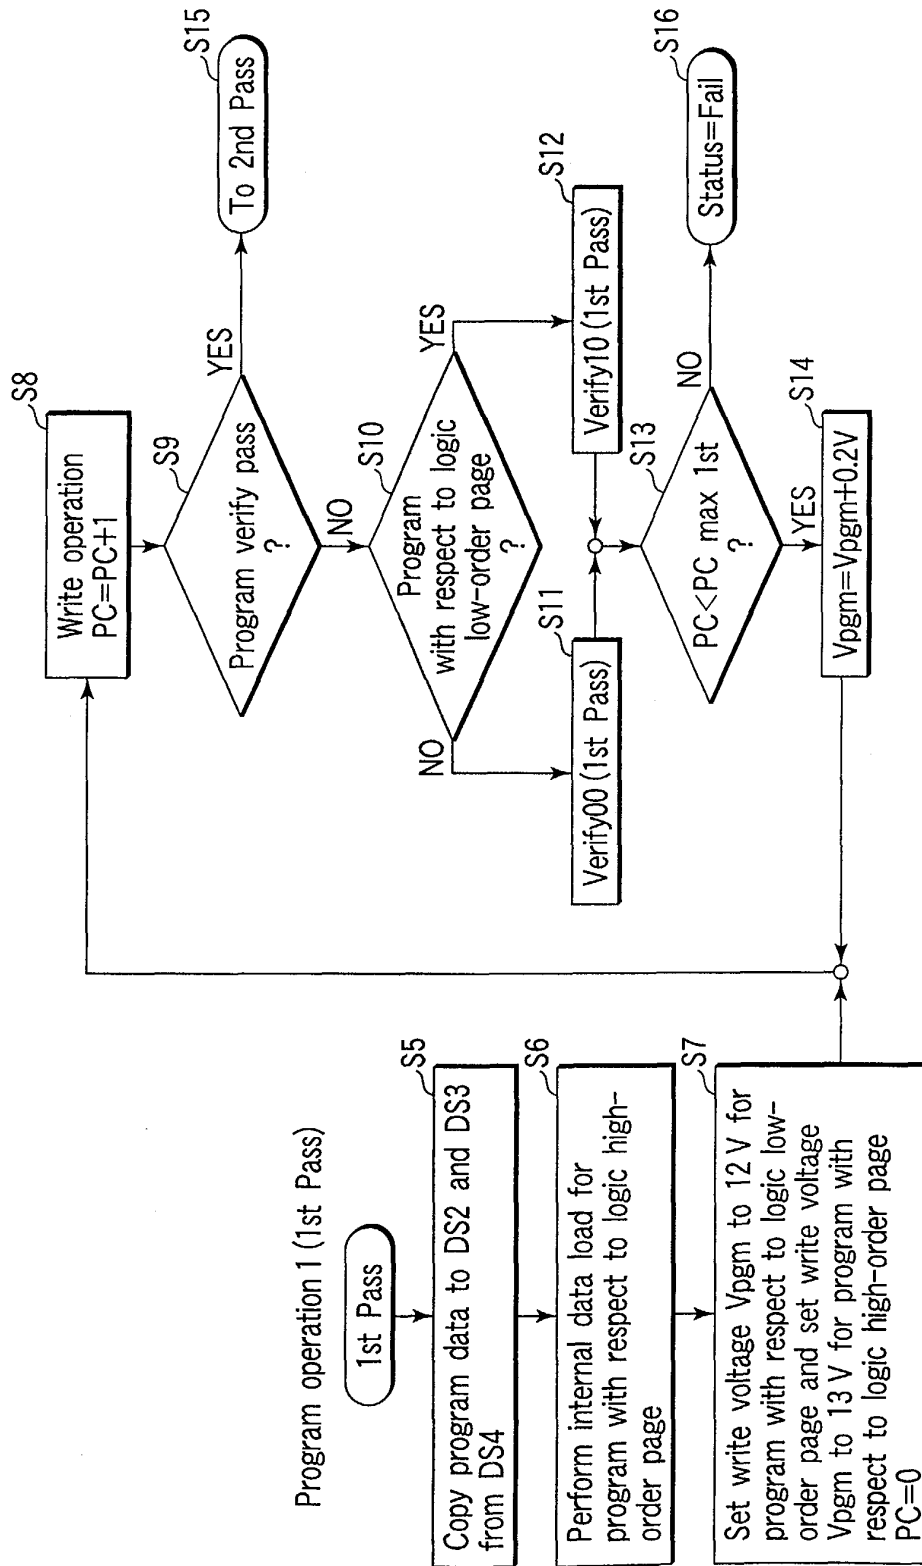 Program operation 1 (1st Pass)
1st Pass
S5
Copy program data to DS2 and DS3
from DS4
S6
Perform internal data load for
program with respect to logic high-
order page
S7
Set write voltage Vpgm to 12 V for
program with respect to logic low-
order page and set write voltage
Vpgm to 13 V for program with
respect to logic high-order page
PC=0
S8
Write operation
PC=PC+1
S9
Program verify pass
?
YES
NO
S15
To 2nd Pass
S10
Program
with respect to logic
low-order page
?
NO
YES
S11
Verify00 (1st Pass)
S12
Verify10 (1st Pass)
S13
PC<PC max 1st
?
NO
YES
S16
Status=Fail
S14
Vpgm=Vpgm+0.2V